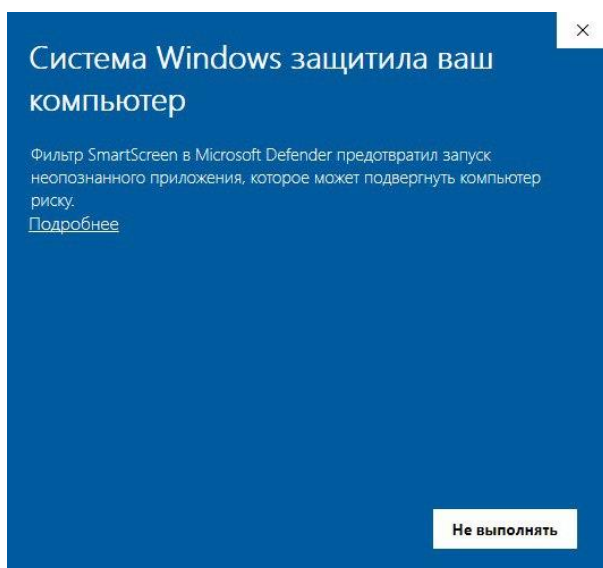 Система Windows защитила ваш
компьютер
Фильтр SmartScreen в Microsoft Defender предотвратил запуск
неопознанного приложения, которое может подвергнуть компьютер
риску.
Подробнее
Не выполнять